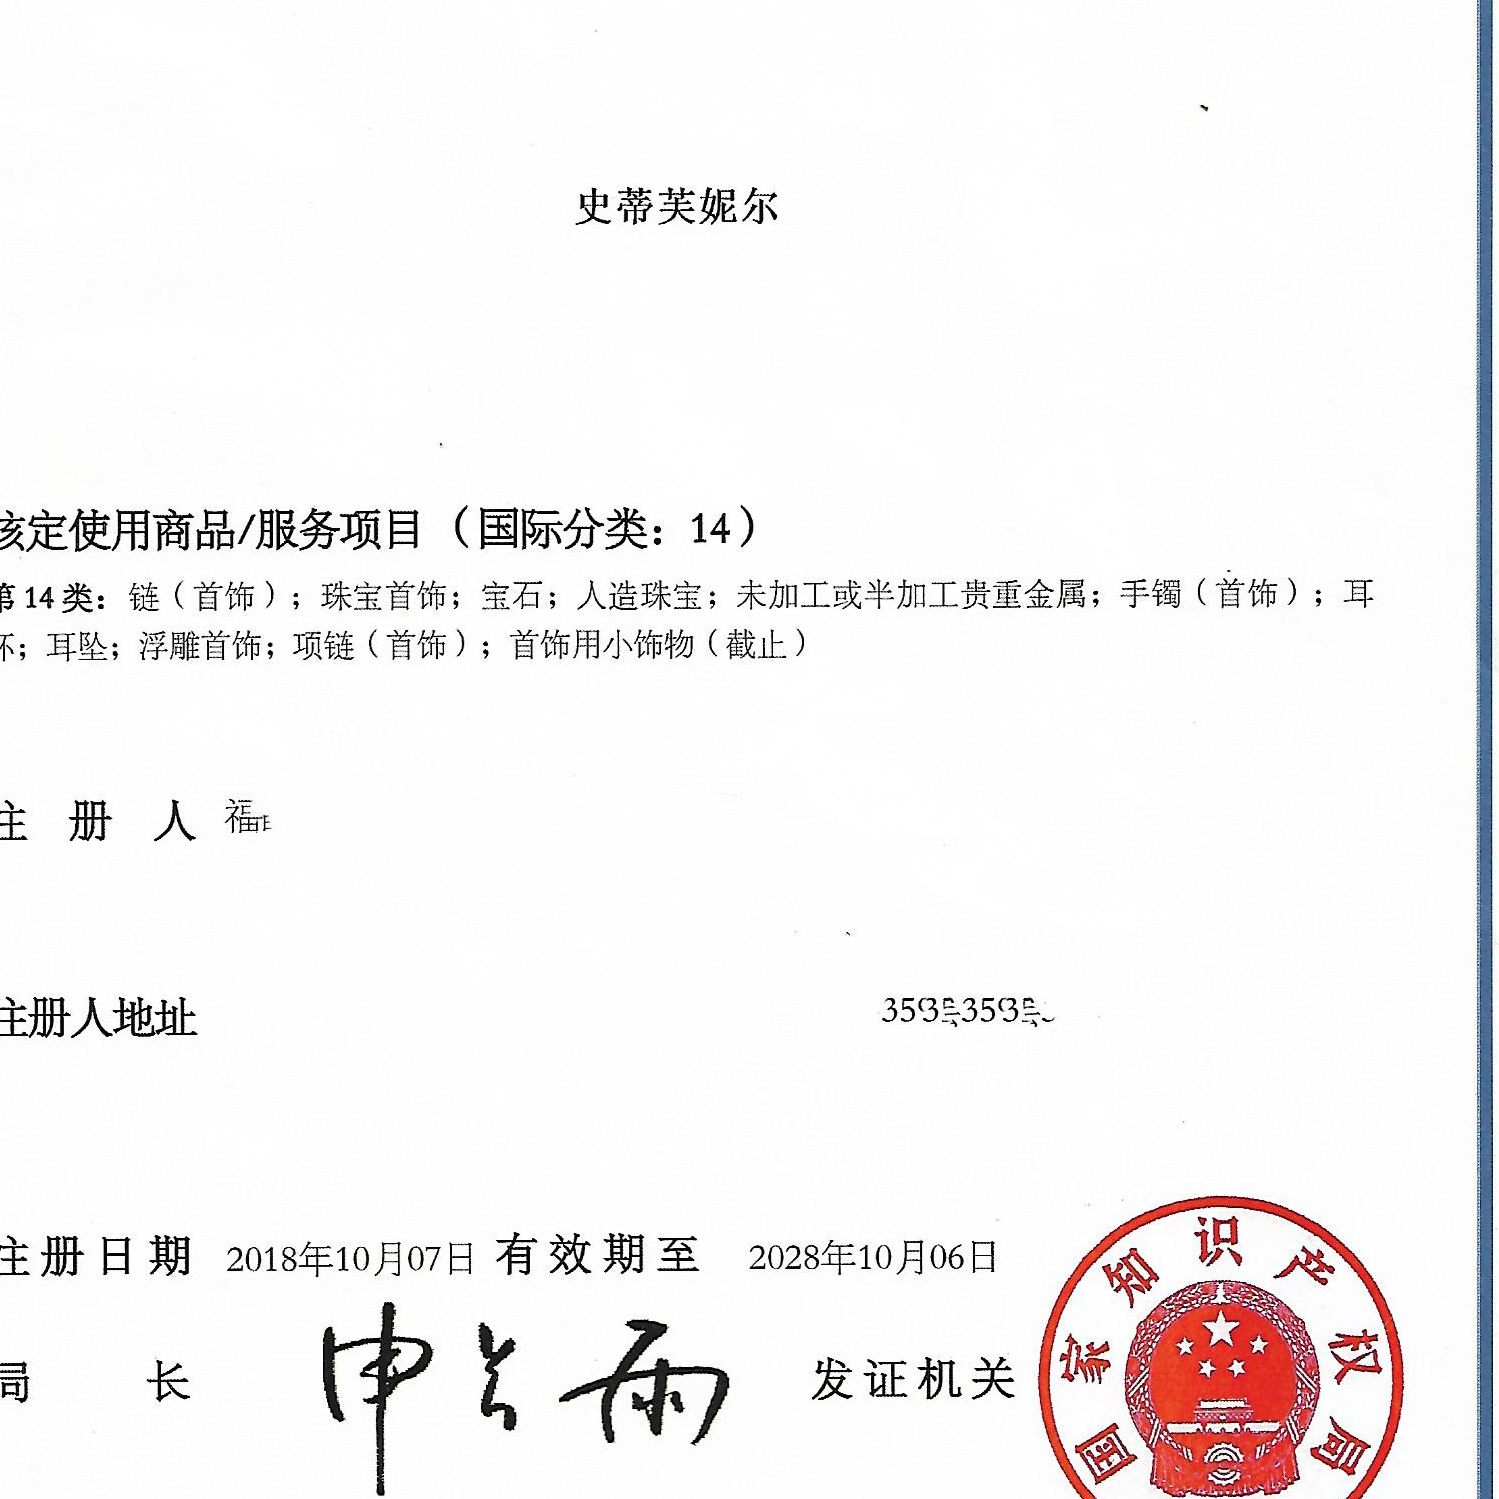 史蒂芙妮尔
核定使用商品/服务项目（国际分类：14）
第14类：链（首饰）；珠宝首饰；宝石；人造珠宝；未加工或半加工贵重金属；手镯（首饰）；耳
环；耳坠；浮雕首饰；项链（首饰）；首饰用小饰物（截止）
注册人 福
注册人地址
注册日期 2018年10月07日 有效期至 2028年10月06日
局长 申长雨 发证机关
国家知识产权局